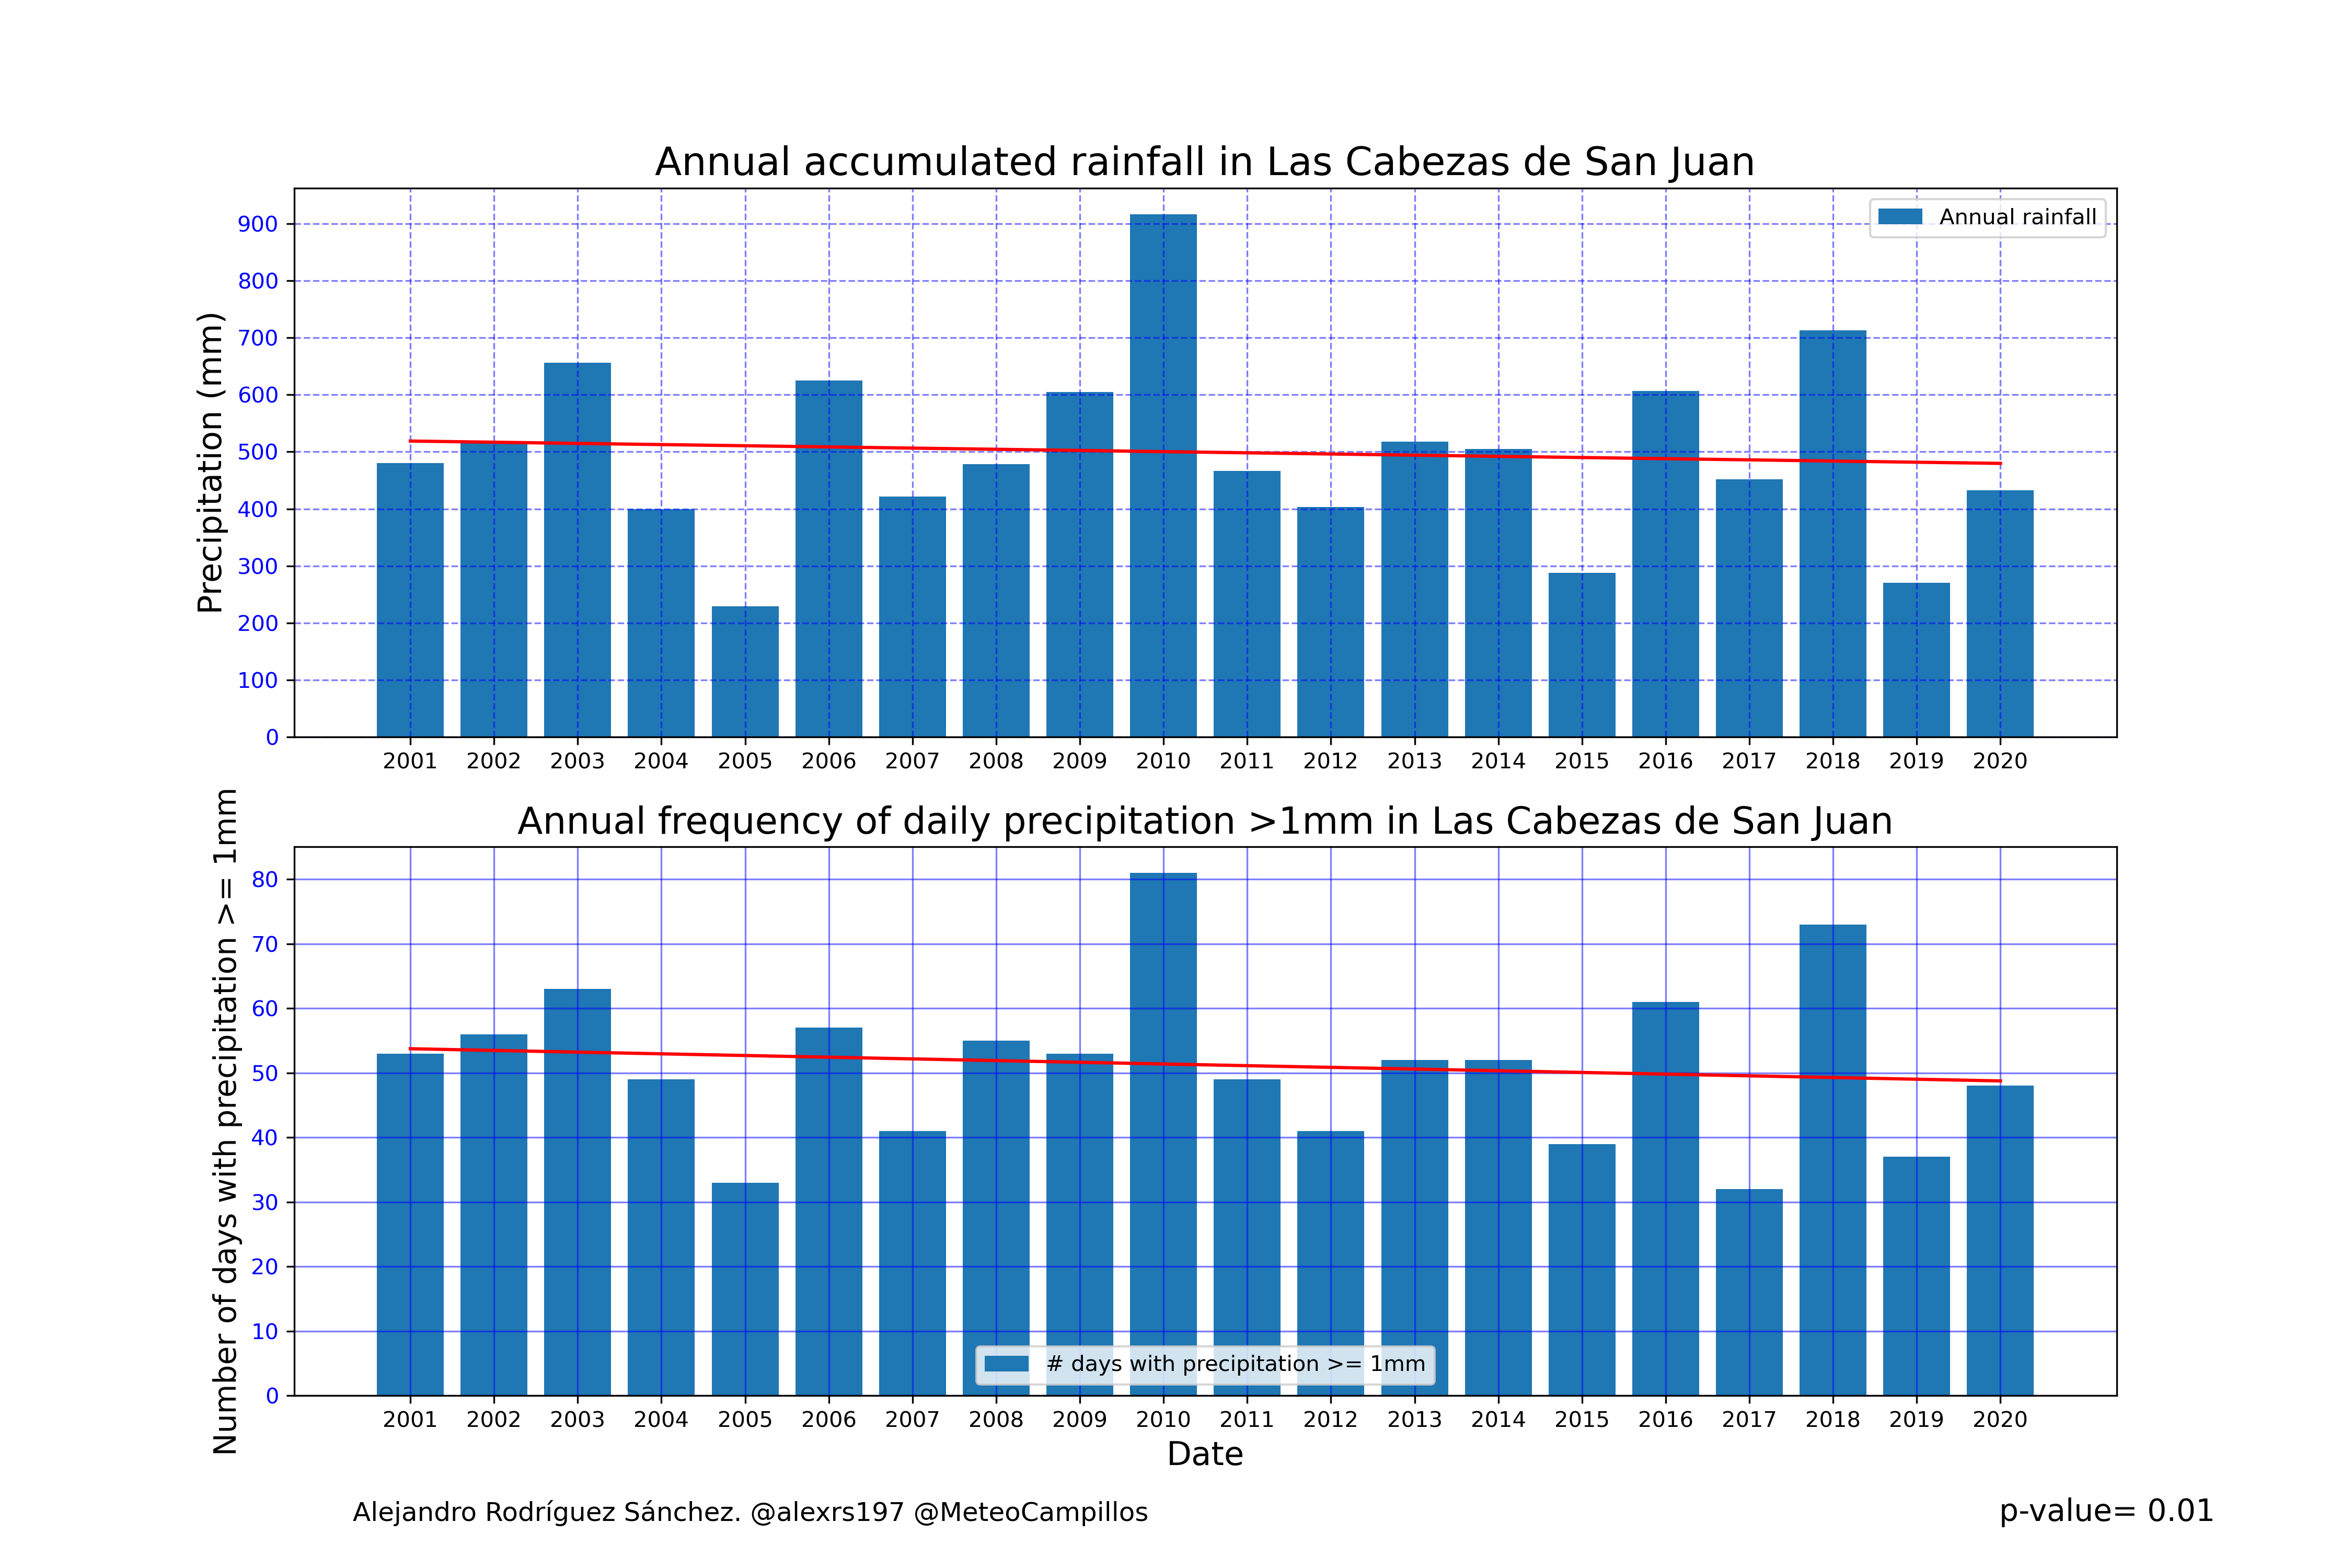 Annual accumulated rainfall in Las Cabezas de San Juan
Precipitation (mm)
900
800
700
600
500
400
300
200
100
0
Annual rainfall
2001 2002 2003 2004 2005 2006 2007 2008 2009 2010 2011 2012 2013 2014 2015 2016 2017 2018 2019 2020
Annual frequency of daily precipitation >1mm in Las Cabezas de San Juan
Number of days with precipitation >= 1mm
80
70
60
50
40
30
20
10
0
# days with precipitation >= 1mm
2001 2002 2003 2004 2005 2006 2007 2008 2009 2010 2011 2012 2013 2014 2015 2016 2017 2018 2019 2020
Date
Alejandro Rodríguez Sánchez. @alexrs197 @MeteoCampillos
p-value= 0.01